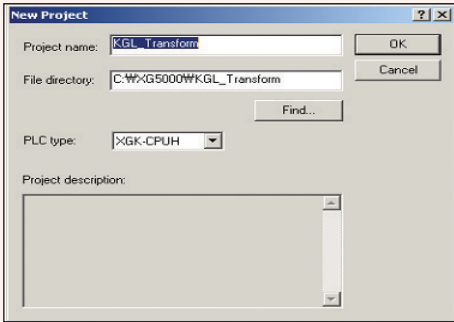 New Project
Project name: KGL_Transform
OK
File directory: C:₩XG5000₩KGL_Transform
Cancel
Find...
PLC type: XGK-CPUH
Project description: